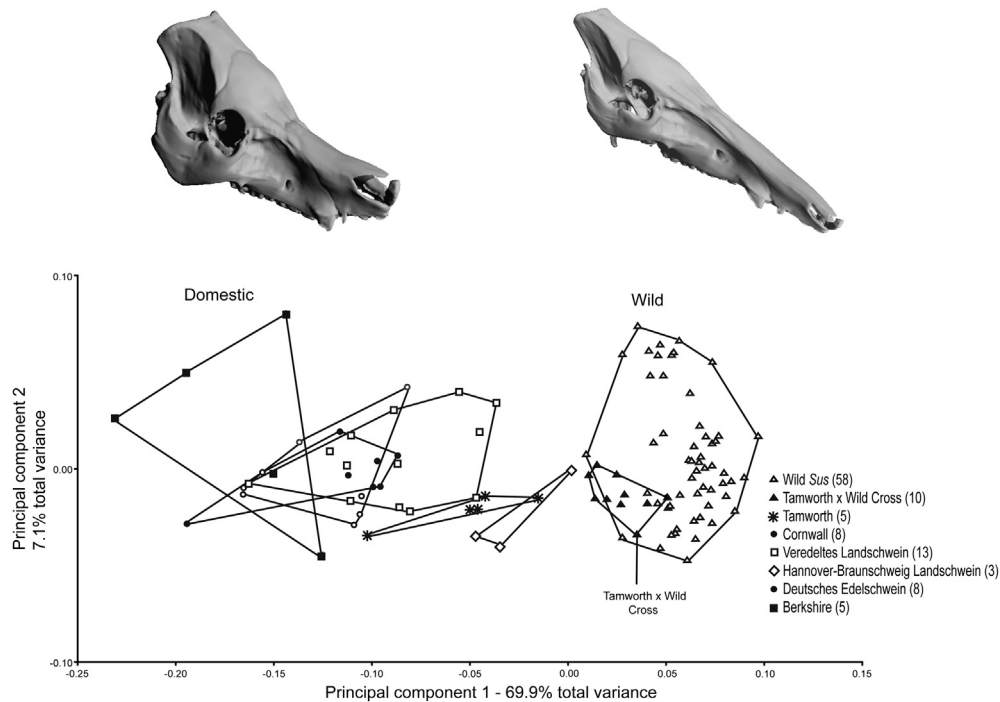 0.10
Domestic
Wild
Principal component 2
7.1% total variance
0.00
Wild Sus (58)
Tamworth x Wild Cross (10)
Tamworth (5)
Cornwall (8)
Veredeltes Landschwein (13)
Hannover-Braunschweig Landschwein (3)
Deutsches Edelschwein (8)
Berkshire (5)
Tamworth x Wild
Cross
-0.10
-0.25 -0.20 -0.15 -0.10 -0.05 0.00 0.05 0.10 0.15
Principal component 1 - 69.9% total variance